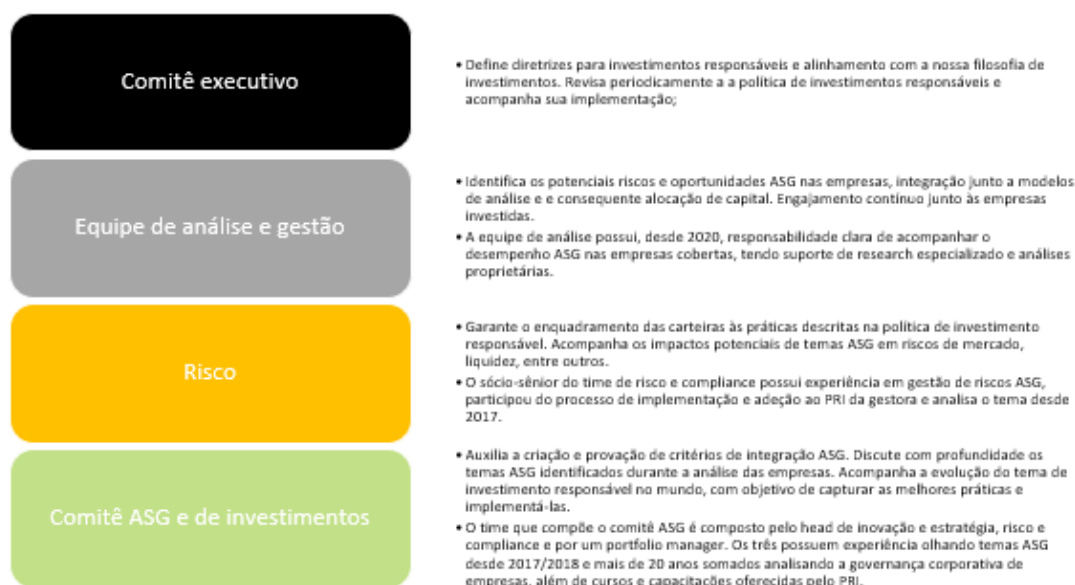 Comitê executivo
• Define diretrizes para investimentos responsáveis e alinhamento com a nossa filosofia de
investimentos. Revisa periodicamente a a política de investimentos responsáveis e
acompanha sua implementação;
Equipe de análise e gestão
• Identifica os potenciais riscos e oportunidades ASG nas empresas, integração junto a modelos
de análise e e consequente alocação de capital. Engajamento contínuo junto às empresas
investidas.
• A equipe de análise possui, desde 2020, responsabilidade clara de acompanhar o
desempenho ASG nas empresas cobertas, tendo suporte de research especializado e análises
proprietárias.
Risco
• Garante o enquadramento das carteiras às práticas descritas na política de investimento
responsável. Acompanha os impactos potenciais de temas ASG em riscos de mercado,
liquidez, entre outros.
• O sócio-sênior do time de risco e compliance possui experiência em gestão de riscos ASG,
participou do processo de implementação e adeção ao PRI da gestora e analisa o tema desde
2017.
Comitê ASG e de investimentos
• Auxilia a criação e provação de critérios de integração ASG. Discute com profundidade os
temas ASG identificados durante a análise das empresas. Acompanha a evolução do tema de
investimento responsável no mundo, com objetivo de capturar as melhores práticas e
implementá-las.
• O time que compõe o comitê ASG é composto pelo head de inovação e estratégia, risco e
compliance e por um portfolio manager. Os três possuem experiência olhando temas ASG
desde 2017/2018 e mais de 20 anos somados analisando a governança corporativa de
empresas, além de cursos e capacitações oferecidas pelo PRI.